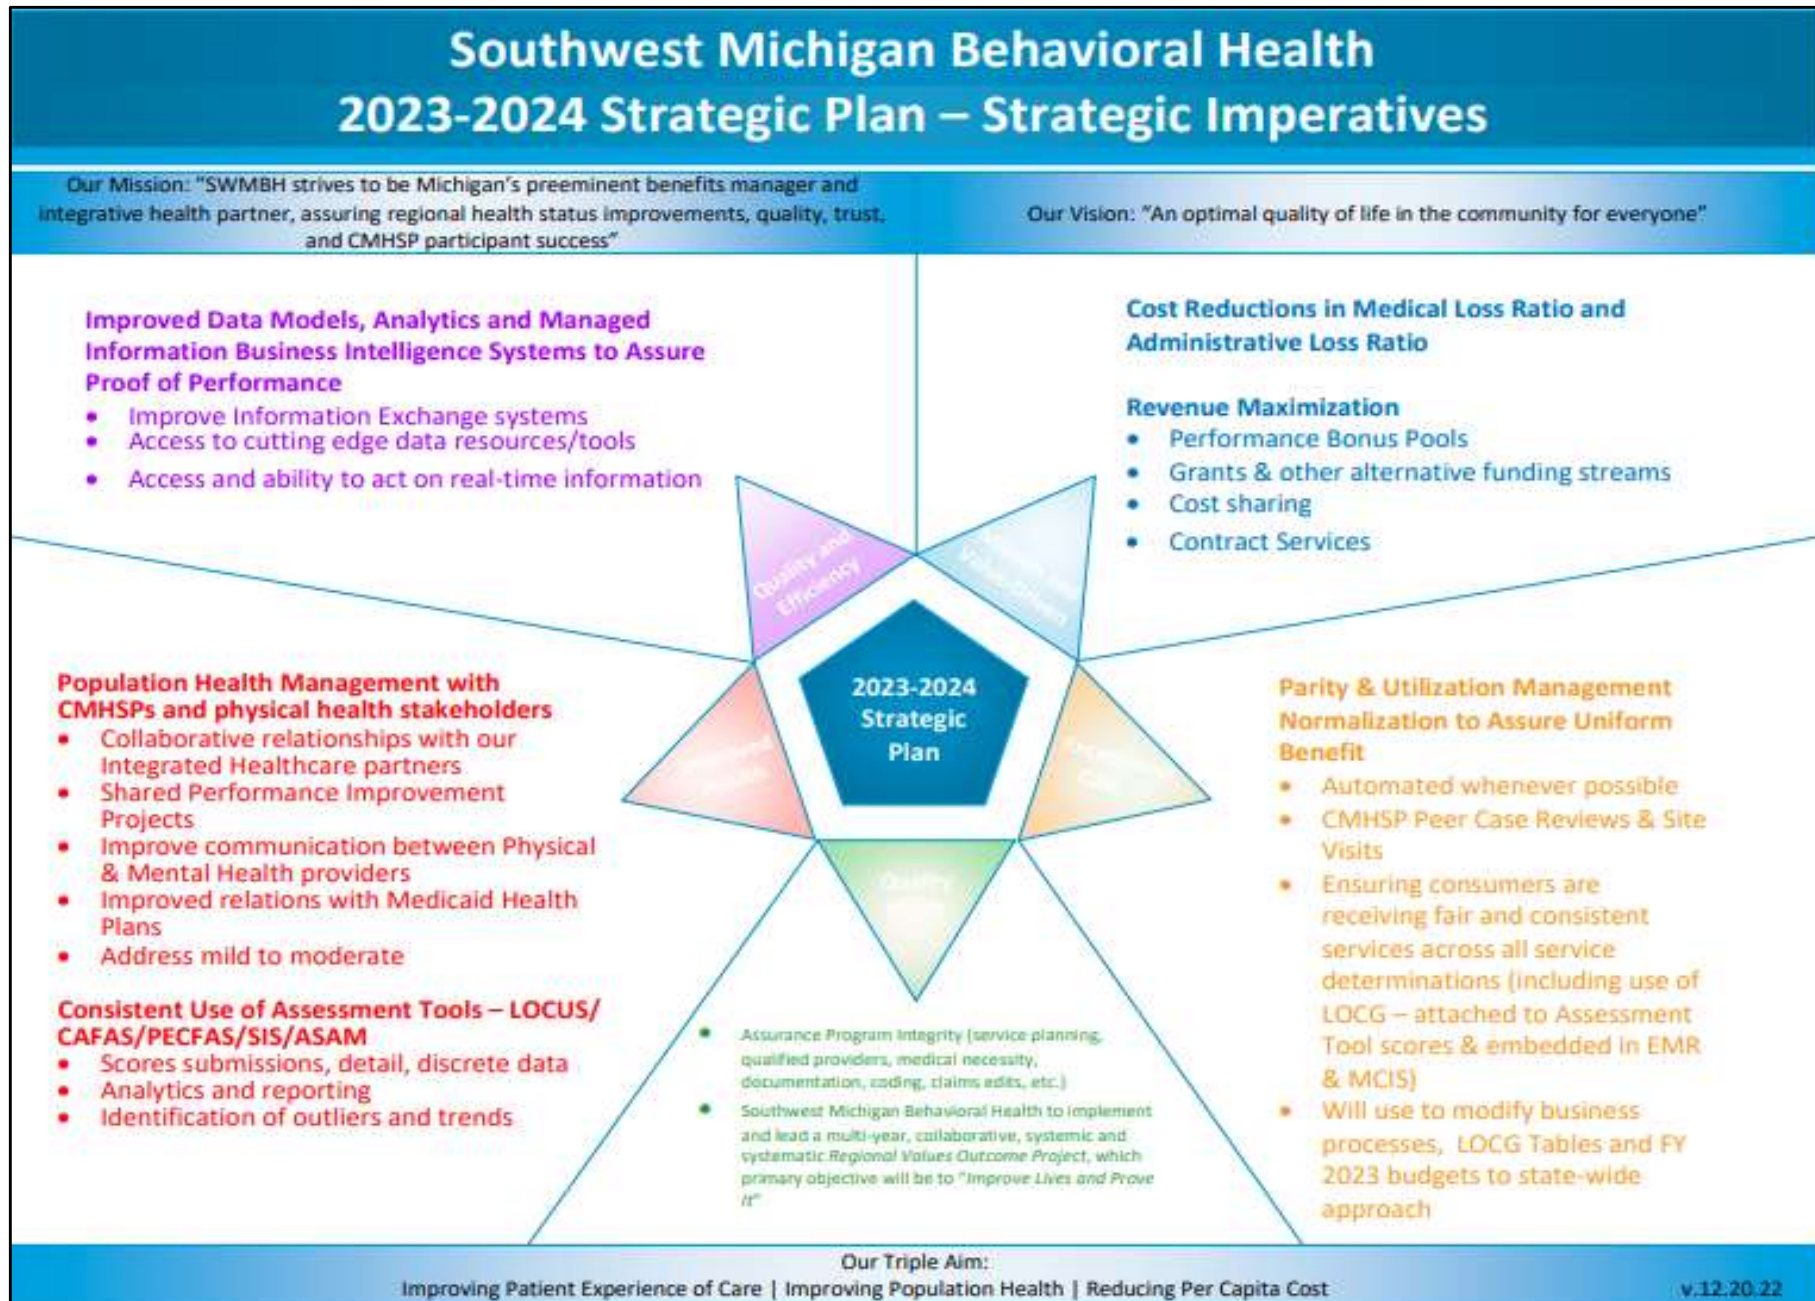 Southwest Michigan Behavioral Health
2023-2024 Strategic Plan – Strategic Imperatives
Our Mission: "SWMBH strives to be Michigan's preeminent benefits manager and
integrative health partner, assuring regional health status improvements, quality, trust,
and CMHSP participant success"
Our Vision: "An optimal quality of life in the community for everyone"
Improved Data Models, Analytics and Managed
Information Business Intelligence Systems to Assure
Proof of Performance
• Improve Information Exchange systems
• Access to cutting edge data resources/tools
• Access and ability to act on real-time information
Cost Reductions in Medical Loss Ratio and
Administrative Loss Ratio
Revenue Maximization
• Performance Bonus Pools
• Grants & other alternative funding streams
• Cost sharing
• Contract Services
Quality and
Efficiency
Value Driven
2023-2024
Strategic
Plan
Quality
Population Health Management with
CMHSPs and physical health stakeholders
• Collaborative relationships with our
Integrated Healthcare partners
• Shared Performance Improvement
Projects
• Improve communication between Physical
& Mental Health providers
• Improved relations with Medicaid Health
Plans
• Address mild to moderate
Consistent Use of Assessment Tools – LOCUS/
CAFAS/PECFAS/SIS/ASAM
• Scores submissions, detail, discrete data
• Analytics and reporting
• Identification of outliers and trends
• Assurance Program Integrity (service planning,
qualified providers, medical necessity,
documentation, coding, claims edits, etc.)
• Southwest Michigan Behavioral Health to implement
and lead a multi-year, collaborative, systemic and
systematic Regional Values Outcome Project, which
primary objective will be to "Improve Lives and Prove
It"
Parity & Utilization Management
Normalization to Assure Uniform
Benefit
• Automated whenever possible
• CMHSP Peer Case Reviews & Site
Visits
• Ensuring consumers are
receiving fair and consistent
services across all service
determinations (including use of
LOCG – attached to Assessment
Tool scores & embedded in EMR
& MCIS)
• Will use to modify business
processes, LOCG Tables and FY
2023 budgets to state-wide
approach
Our Triple Aim:
Improving Patient Experience of Care | Improving Population Health | Reducing Per Capita Cost
v.12.20.22